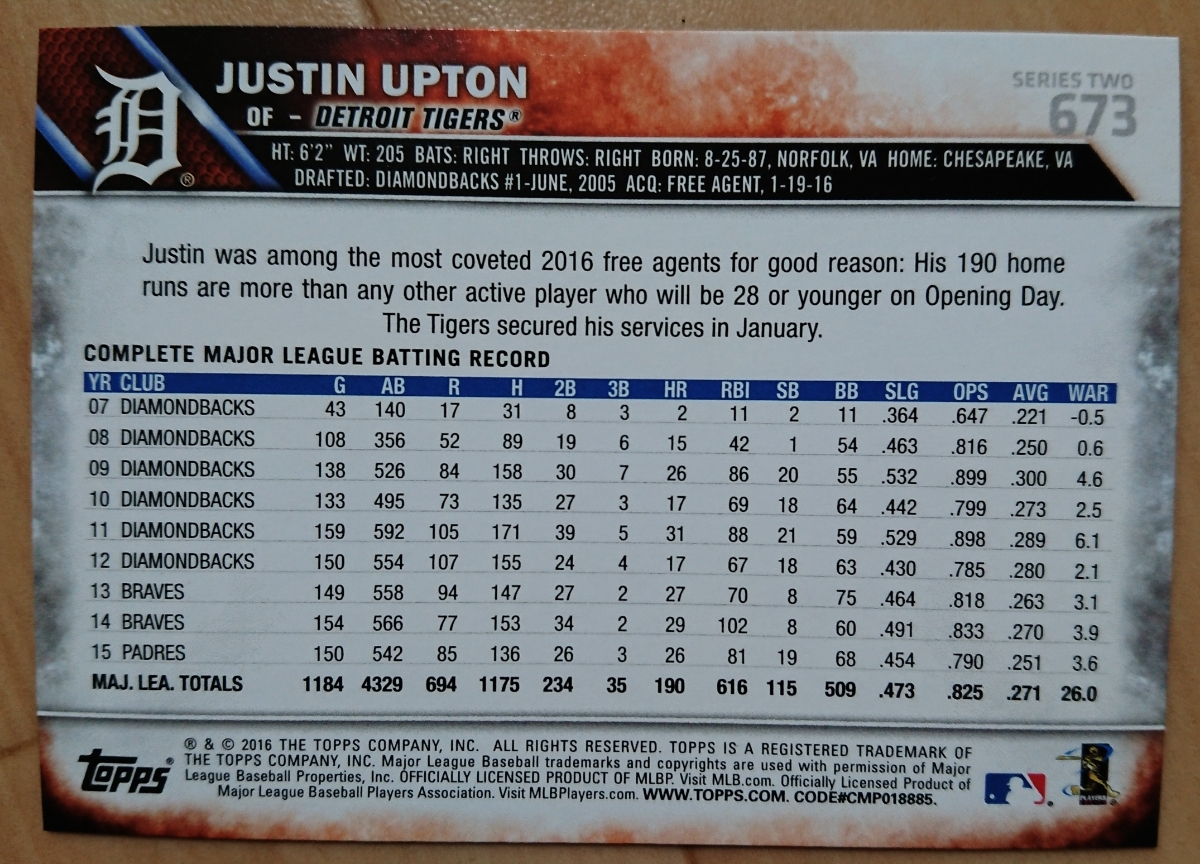 JUSTIN UPTON
OF - DETROIT TIGERS®
SERIES TWO
673
HT: 6'2" WT: 205 BATS: RIGHT THROWS: RIGHT BORN: 8-25-87, NORFOLK, VA HOME: CHESAPEAKE, VA
DRAFTED: DIAMONDBACKS #1-JUNE, 2005 ACQ: FREE AGENT, 1-19-16
D ®
Justin was among the most coveted 2016 free agents for good reason: His 190 home
runs are more than any other active player who will be 28 or younger on Opening Day.
The Tigers secured his services in January.
COMPLETE MAJOR LEAGUE BATTING RECORD
YR CLUB G AB R H 2B 3B HR RBI SB BB SLG OPS AVG WAR
07 DIAMONDBACKS 43 140 17 31 8 3 2 11 2 11 .364 .647 .221 -0.5
08 DIAMONDBACKS 108 356 52 89 19 6 15 42 1 54 .463 .816 .250 0.6
09 DIAMONDBACKS 138 526 84 158 30 7 26 86 20 55 .532 .899 .300 4.6
10 DIAMONDBACKS 133 495 73 135 27 3 17 69 18 64 .442 .799 .273 2.5
11 DIAMONDBACKS 159 592 105 171 39 5 31 88 21 59 .529 .898 .289 6.1
12 DIAMONDBACKS 150 554 107 155 24 4 17 67 18 63 .430 .785 .280 2.1
13 BRAVES 149 558 94 147 27 2 27 70 8 75 .464 .818 .263 3.1
14 BRAVES 154 566 77 153 34 2 29 102 8 60 .491 .833 .270 3.9
15 PADRES 150 542 85 136 26 3 26 81 19 68 .454 .790 .251 3.6
MAJ. LEA. TOTALS 1184 4329 694 1175 234 35 190 616 115 509 .473 .825 .271 26.0
Topps®
® & © 2016 THE TOPPS COMPANY, INC. ALL RIGHTS RESERVED. TOPPS IS A REGISTERED TRADEMARK OF
THE TOPPS COMPANY, INC. Major League Baseball trademarks and copyrights are used with permission of Major
League Baseball Properties, Inc. OFFICIALLY LICENSED PRODUCT OF MLBP. Visit MLB.com. Officially Licensed Product of
Major League Baseball Players Association. Visit MLBPlayers.com. WWW.TOPPS.COM. CODE#CMP018885.
PLAYERS